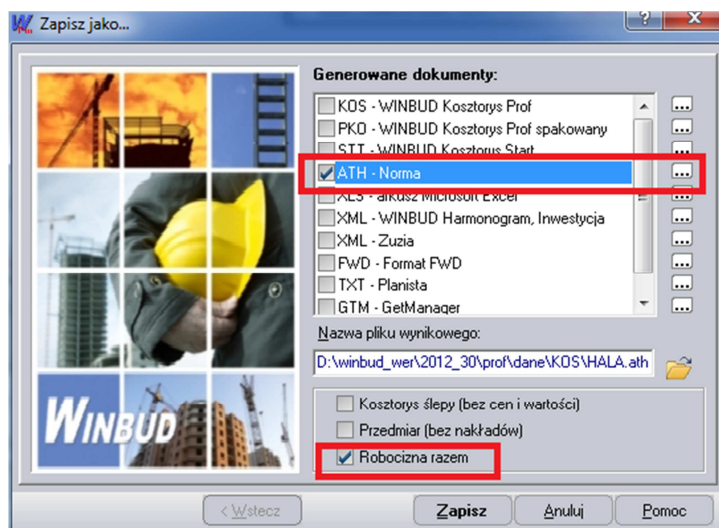 Zapisz jako...
Generowane dokumenty:
KOS - WINBUD Kosztorys Prof
PKO - WINBUD Kosztorys Prof spakowany
STT - WINBUD Kosztorys Start
ATH - Norma
XLS - arkusz Microsoft Excel
XML - WINBUD Harmonogram, Inwestycja
XML - Zuzia
FWD - Format FWD
TXT - Planista
GTM - GetManager
Nazwa pliku wynikowego:
D:\winbud_wer\2012_30\prof\dane\KOS\HALA.ath
Kosztorys ślepy (bez cen i wartości)
Przedmiar (bez nakładów)
Robocizna razem
WINBUD
< Wstecz
Zapisz
Anuluj
Pomoc